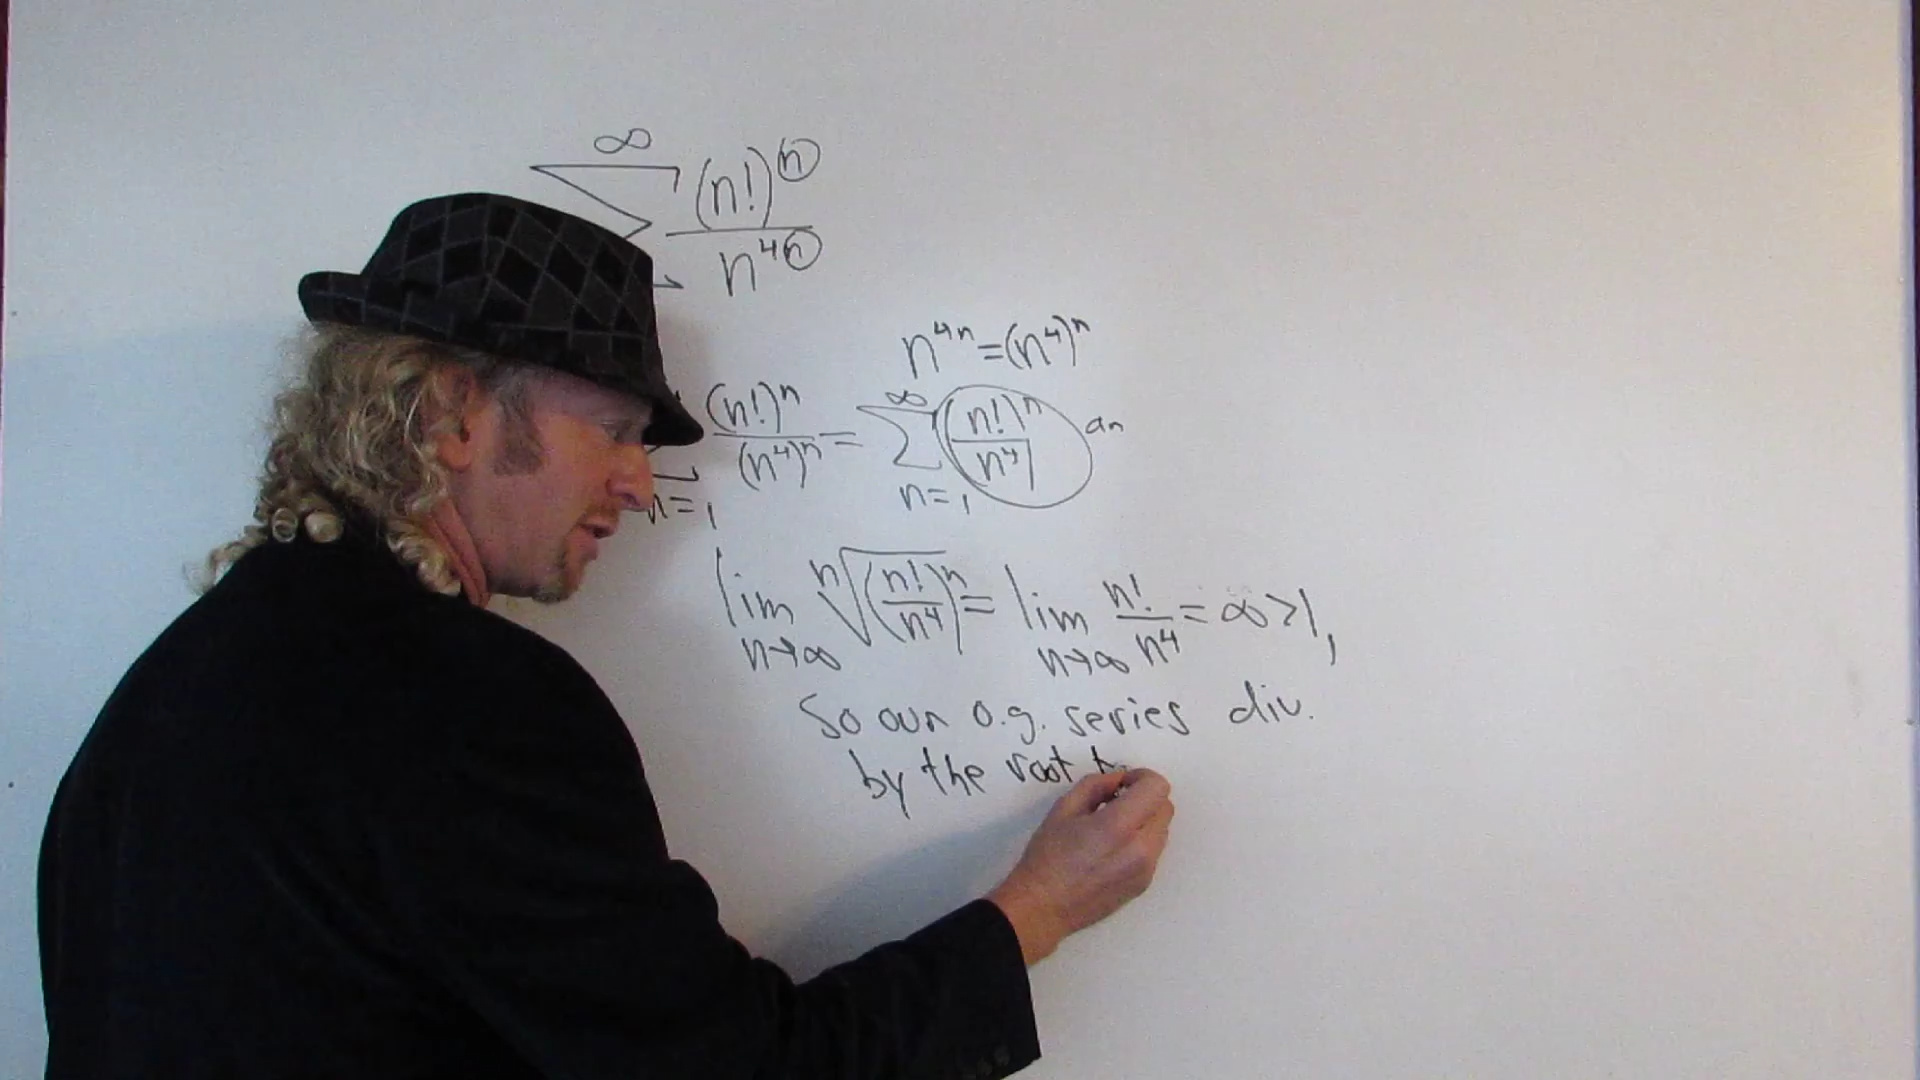 ∞
∑ (n!)^n / n^4n
n^4n = (n^4)^n
∑ n=1 (n!)^n / (n^4)^n = ∞ ∑ n=1 (n! / n^4)^n an
lim n→∞ n√(n! / n^4)^n = lim n→∞ n! / n^4 = ∞ > 1,
So our o.g. series div.
by the root